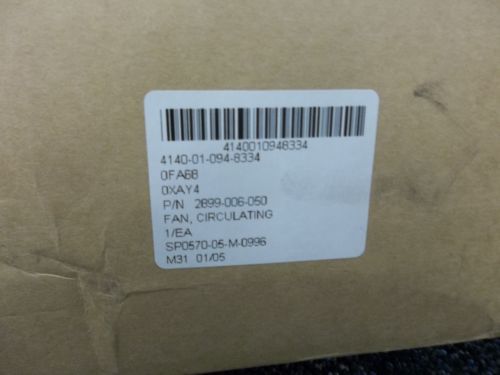 4140010948334
4140-01-094-8334
0FAB8
0XAY4
P/N 2899-006-050
FAN, CIRCULATING
1/EA
SP0570-05-M-0996
M31 01/05